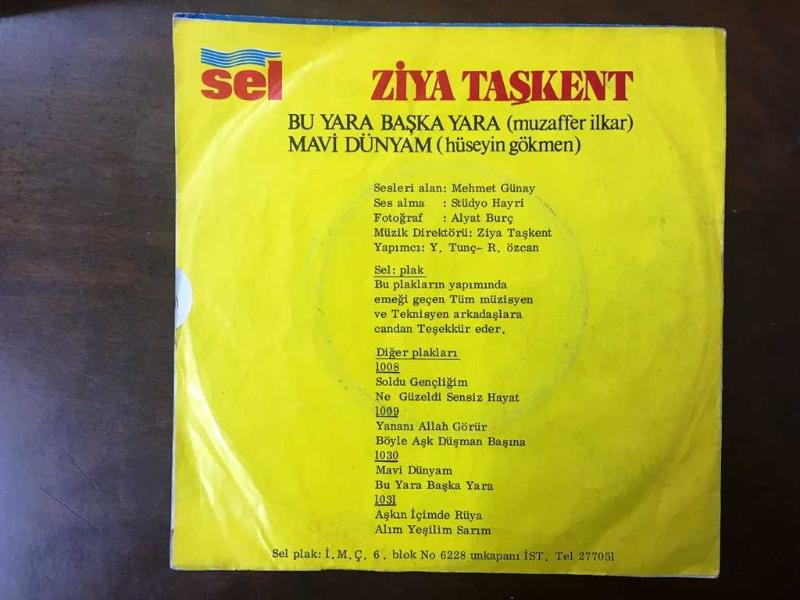 sel
ZİYA TAŞKENT
BU YARA BAŞKA YARA (muzaffer ilkar)
MAVİ DÜNYAM (hüseyin gökmen)
Sesleri alan: Mehmet Günay
Ses alma : Stüdyo Hayri
Fotoğraf : Alyat Burç
Müzik Direktörü: Ziya Taşkent
Yapımcı: Y. Tunç- R. özcan
Sel: plak
Bu plakların yapımında
emeği geçen Tüm müzisyen
ve Teknisyen arkadaşlara
candan Teşekkür eder.
Diğer plakları
1008
Soldu Gençliğim
Ne Güzeldi Sensiz Hayat
1009
Yananı Allah Görür
Böyle Aşk Düşman Başına
1030
Mavi Dünyam
Bu Yara Başka Yara
1031
Aşkın İçimde Rüya
Alım Yeşilim Sarım
Sel plak: İ.M.Ç. 6. blok No 6228 unkapanı İST. Tel 277051